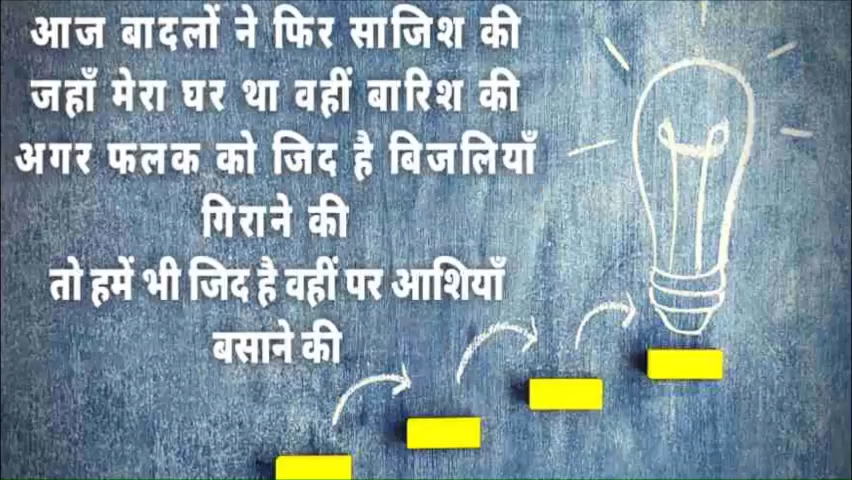 आज बादलों ने फिर साजिश की
जहाँ मेरा घर था वहीं बारिश की
अगर फलक को जिद है बिजलियाँ
गिराने की
तो हमें भी जिद है वहीं पर आशियाँ
बसाने की